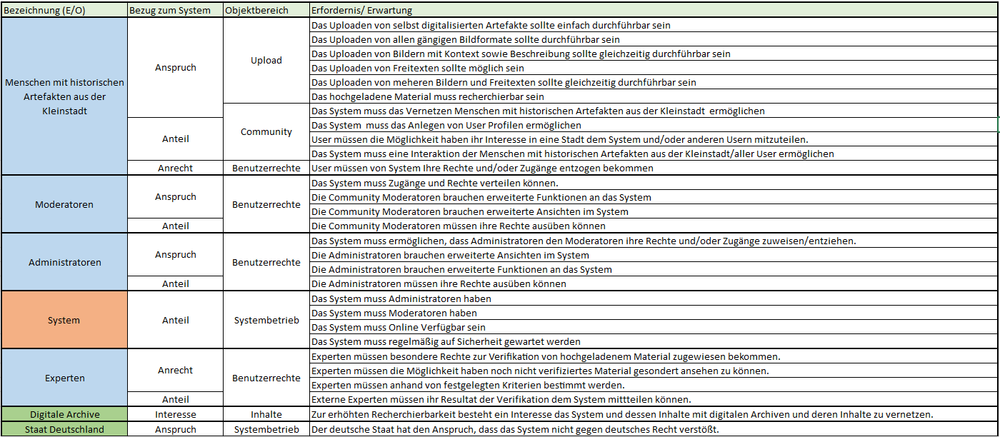 Bezeichnung (E/O) Bezug zum System Objektbereich Erfordernis/ Erwartung
Menschen mit historischen
Artefakten aus der
Kleinstadt
Anspruch
Upload
Das Uploaden von selbst digitalisierten Artefakte sollte einfach durchführbar sein
Das Uploaden von allen gängigen Bildformate sollte durchführbar sein
Das Uploaden von Bildern mit Kontext sowie Beschreibung sollte gleichzeitig durchführbar sein
Das Uploaden von Freitexten sollte möglich sein
Das Uploaden von meheren Bildern und Freitexten sollte gleichzeitig durchführbar sein
Das hochgeladene Material muss recherchierbar sein
Community
Das System muss das Vernetzen Menschen mit historischen Artefakten aus der Kleinstadt ermöglichen
Anteil
Das System muss das Anlegen von User Profilen ermöglichen
User müssen die Möglichkeit haben ihr Interesse in eine Stadt dem System und/oder anderen Usern mitzuteilen.
Das System muss eine Interaktion der Menschen mit historischen Artefakten aus der Kleinstadt/aller User ermöglichen
Anrecht Benutzerrechte User müssen von System Ihre Rechte und/oder Zugänge entzogen bekommen
Moderatoren
Anspruch
Benutzerrechte
Das System muss Zugänge und Rechte verteilen können.
Die Community Moderatoren brauchen erweiterte Funktionen an das System
Die Community Moderatoren brauchen erweiterte Ansichten im System
Anteil
Die Community Moderatoren müssen ihre Rechte ausüben können
Administratoren
Anspruch
Benutzerrechte
Das System muss ermöglichen, dass Administratoren den Moderatoren ihre Rechte und/oder Zugänge zuweisen/entziehen.
Die Administratoren brauchen erweiterte Ansichten im System
Die Administratoren brauchen erweiterte Funktionen an das System
Anteil
Die Administratoren müssen ihre Rechte ausüben können
System
Anteil
Systembetrieb
Das System muss Administratoren haben
Das System muss Moderatoren haben
Das System muss Online Verfügbar sein
Das System muss regelmäßig auf Sicherheit gewartet werden
Experten
Anrecht
Benutzerrechte
Experten müssen besondere Rechte zur Verifikation von hochgeladenem Material zugewiesen bekommen.
Experten müssen die Möglichkeit haben noch nicht verifiziertes Material gesondert ansehen zu können.
Experten müssen anhand von festgelegten Kriterien bestimmt werden.
Anteil
Externe Experten müssen ihr Resultat der Verifikation dem System mittteilen können.
Digitale Archive Interesse Inhalte Zur erhöhten Recherchierbarkeit besteht ein Interesse das System und dessen Inhalte mit digitalen Archiven und deren Inhalte zu vernetzen.
Staat Deutschland Anspruch Systembetrieb Der deutsche Staat hat den Anspruch, dass das System nicht gegen deutsches Recht verstößt.